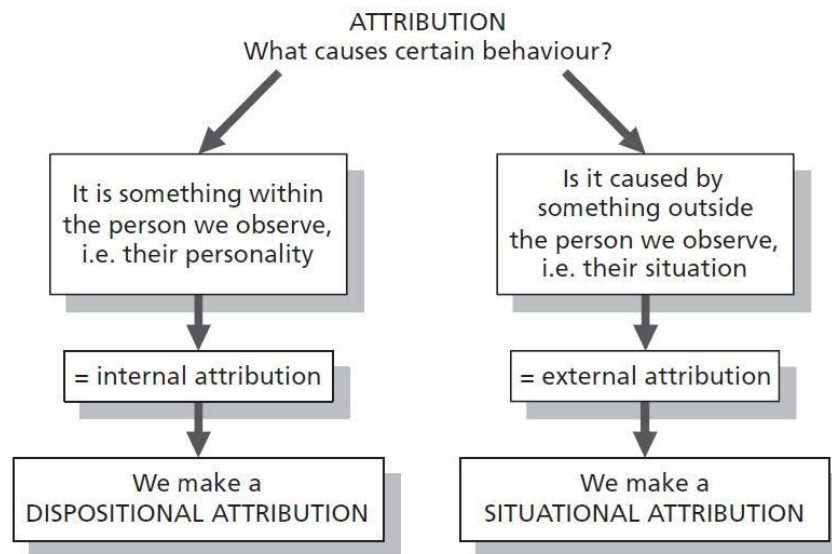 ATTRIBUTION
What causes certain behaviour?
It is something within
the person we observe,
i.e. their personality
Is it caused by
something outside
the person we observe,
i.e. their situation
= internal attribution
= external attribution
We make a
DISPOSITIONAL ATTRIBUTION
We make a
SITUATIONAL ATTRIBUTION